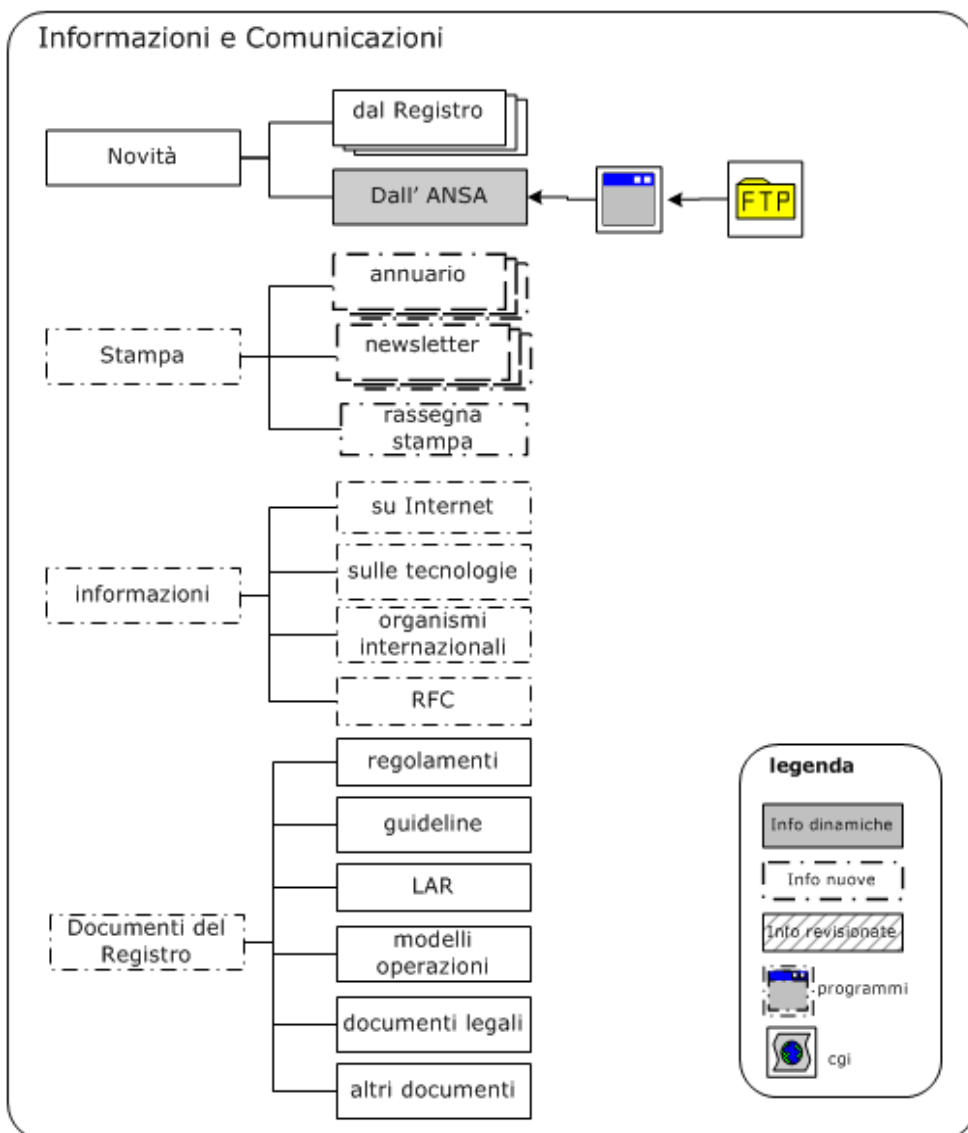 Informazioni e Comunicazioni
dal Registro
Novità
Dall' ANSA
FTP
annuario
Stampa
newsletter
rassegna
stampa
su Internet
sulle tecnologie
informazioni
organismi
internazionali
RFC
regolamenti
guideline
LAR
Documenti del
Registro
modelli
operazioni
documenti legali
altri documenti
legenda
Info dinamiche
Info nuove
Info revisionate
programmi
cgi